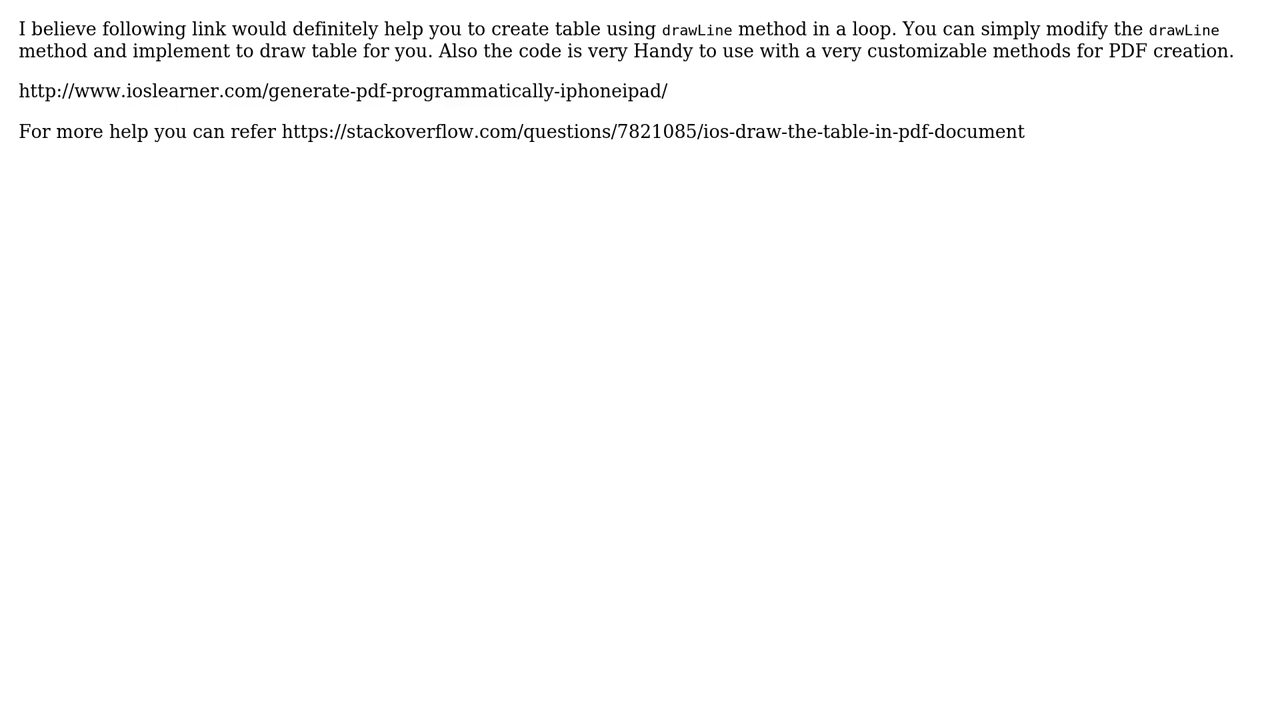 I believe following link would definitely help you to create table using drawLine method in a loop. You can simply modify the drawLine
method and implement to draw table for you. Also the code is very Handy to use with a very customizable methods for PDF creation.
http://www.ioslearner.com/generate-pdf-programmatically-iphoneipad/
For more help you can refer https://stackoverflow.com/questions/7821085/ios-draw-the-table-in-pdf-document